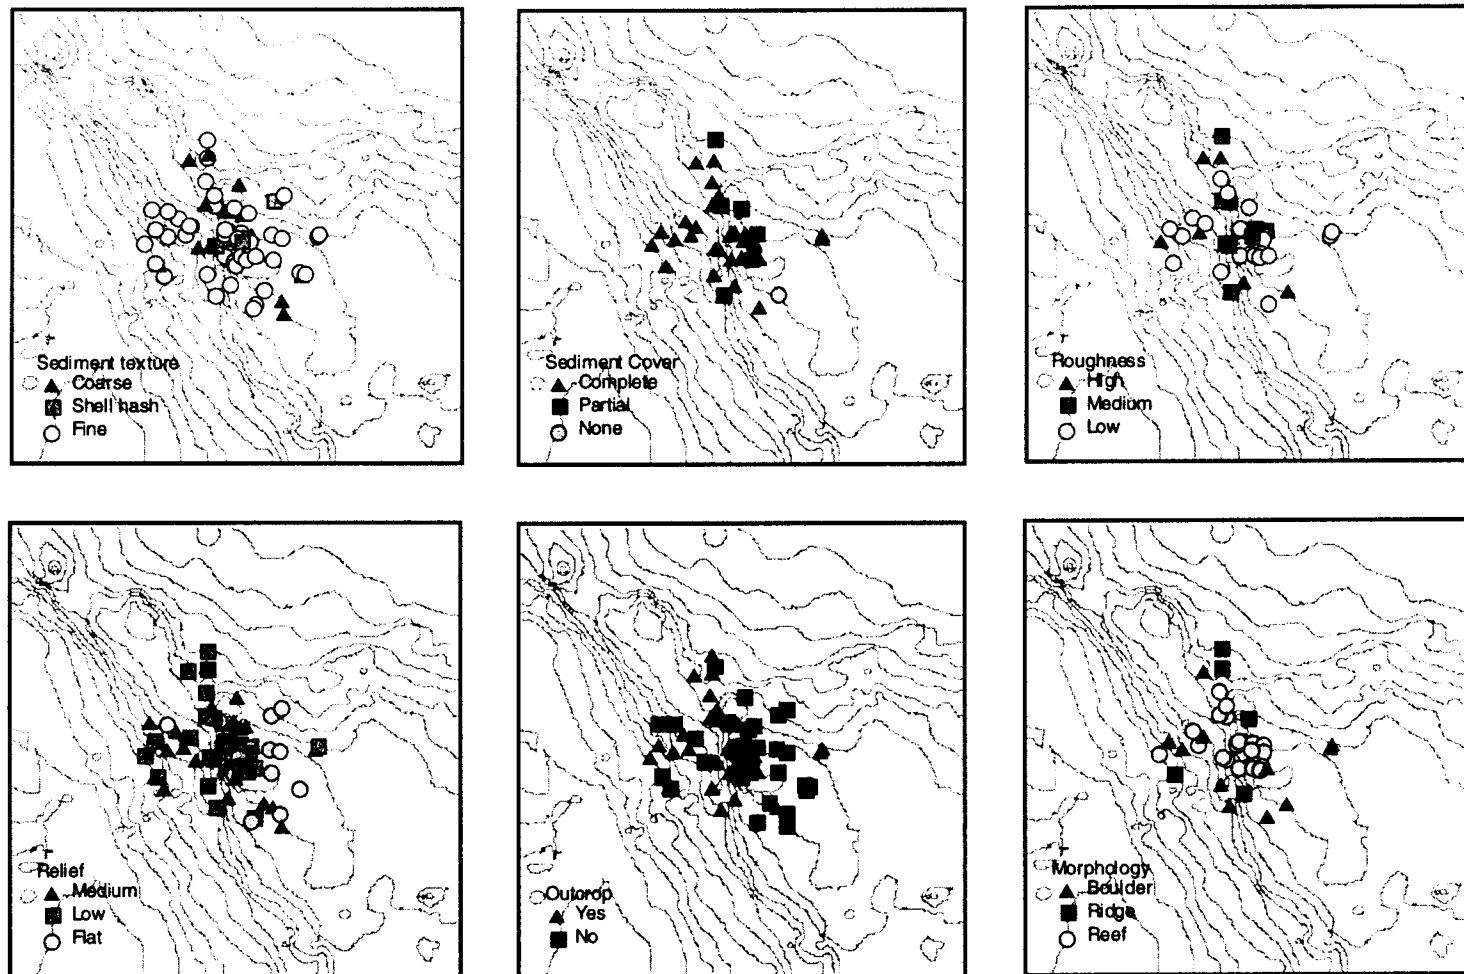 Sediment texture
Coarse
Shell hash
Fine
Sediment Cover
Complete
Partial
None
Roughness
High
Medium
Low
Relief
Medium
Low
Flat
Outcrop
Yes
No
Morphology
Boulder
Ridge
Reef